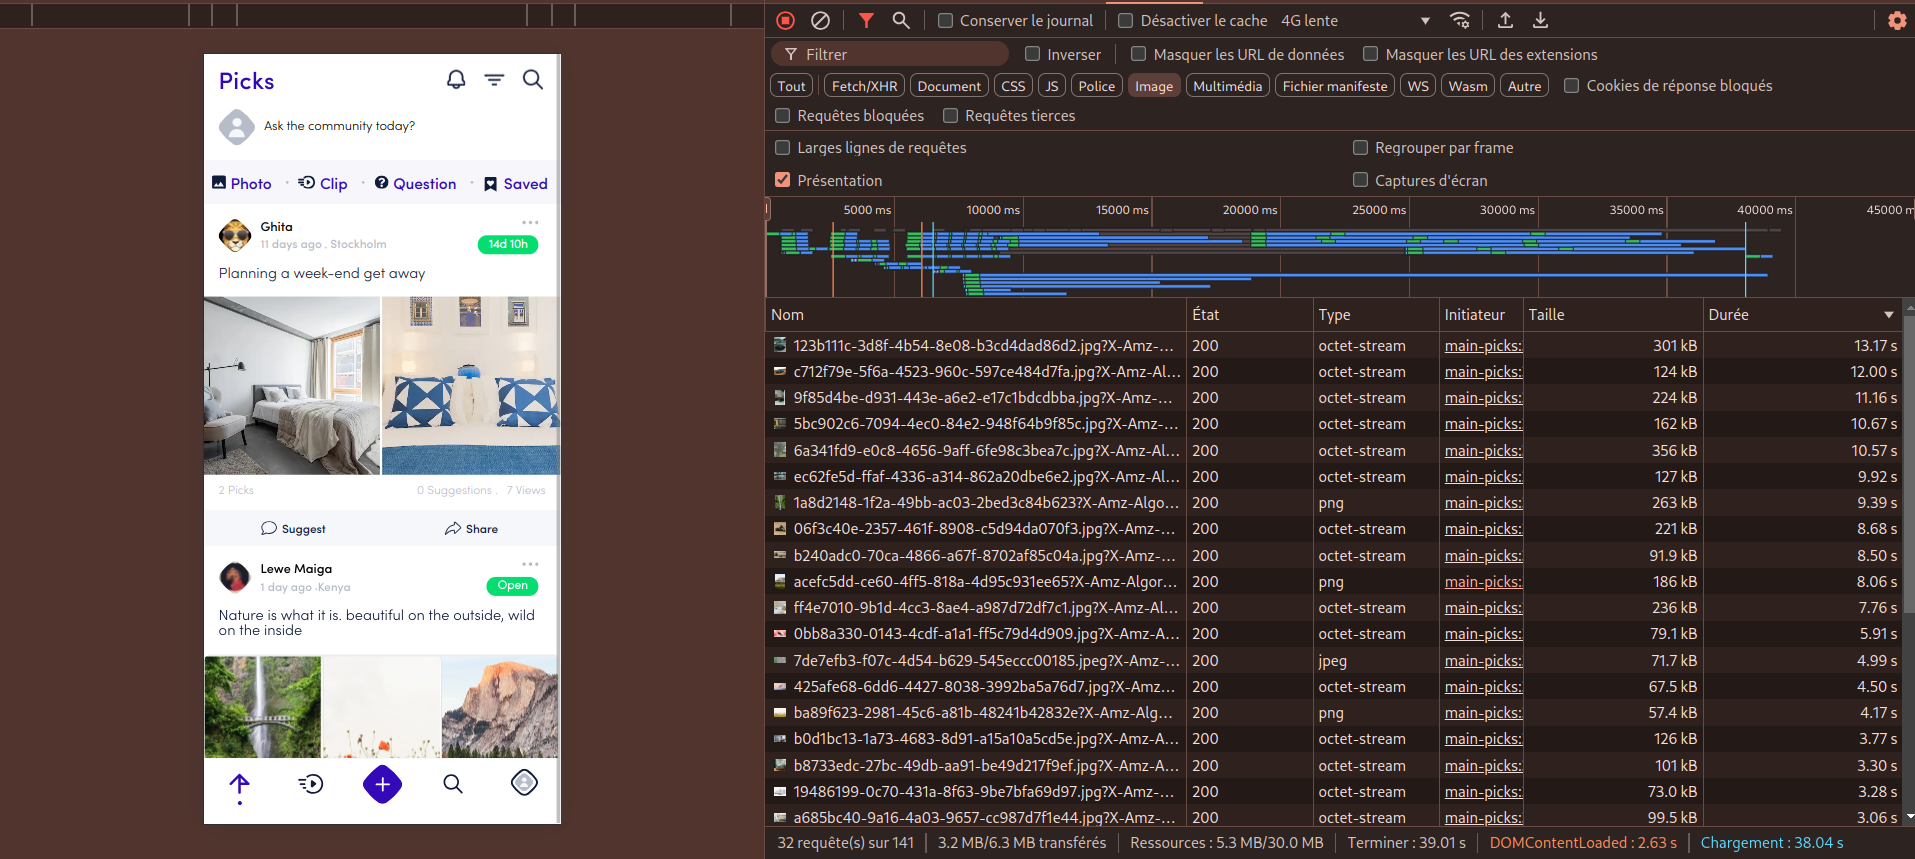 Picks
Ask the community today?
Photo · Clip · Question · Saved
Ghita
11 days ago . Stockholm
14d 10h
Planning a week-end get away
2 Picks
0 Suggestions . 7 Views
Suggest
Share
Lewe Maiga
1 day ago .Kenya
Open
Nature is what it is. beautiful on the outside, wild
on the inside
Conserver le journal
Désactiver le cache
4G lente
Filtrer
Inverser
Masquer les URL de données
Masquer les URL des extensions
Tout
Fetch/XHR
Document
CSS
JS
Police
Image
Multimédia
Fichier manifeste
WS
Wasm
Autre
Cookies de réponse bloqués
Requêtes bloquées
Requêtes tierces
Larges lignes de requêtes
Regrouper par frame
Présentation
Captures d'écran
5000 ms 10000 ms 15000 ms 20000 ms 25000 ms 30000 ms 35000 ms 40000 ms 45000 m
Nom État Type Initiateur Taille Durée
123b111c-3d8f-4b54-8e08-b3cd4dad86d2.jpg?X-Amz-... 200 octet-stream main-picks: 301 kB 13.17 s
c712f79e-5f6a-4523-960c-597ce484d7fa.jpg?X-Amz-Al... 200 octet-stream main-picks: 124 kB 12.00 s
9f85d4be-d931-443e-a6e2-e17c1bdcdbba.jpg?X-Amz-... 200 octet-stream main-picks: 224 kB 11.16 s
5bc902c6-7094-4ec0-84e2-948f64b9f85c.jpg?X-Amz-... 200 octet-stream main-picks: 162 kB 10.67 s
6a341fd9-e0c8-4656-9aff-6fe98c3bea7c.jpg?X-Amz-Al... 200 octet-stream main-picks: 356 kB 10.57 s
ec62fe5d-ffaf-4336-a314-862a20dbe6e2.jpg?X-Amz-Al... 200 octet-stream main-picks: 127 kB 9.92 s
1a8d2148-1f2a-49bb-ac03-2bed3c84b623?X-Amz-Algo... 200 png main-picks: 263 kB 9.39 s
06f3c40e-2357-461f-8908-c5d94da070f3.jpg?X-Amz-... 200 octet-stream main-picks: 221 kB 8.68 s
b240adc0-70ca-4866-a67f-8702af85c04a.jpg?X-Amz-... 200 octet-stream main-picks: 91.9 kB 8.50 s
acefc5dd-ce60-4ff5-818a-4d95c931ee65?X-Amz-Algor... 200 png main-picks: 186 kB 8.06 s
ff4e7010-9b1d-4cc3-8ae4-a987d72df7c1.jpg?X-Amz-Al... 200 octet-stream main-picks: 236 kB 7.76 s
0bb8a330-0143-4cdf-a1a1-ff5c79d4d909.jpg?X-Amz-A... 200 octet-stream main-picks: 79.1 kB 5.91 s
7de7efb3-f07c-4d54-b629-545eccc00185.jpeg?X-Amz-... 200 jpeg main-picks: 71.7 kB 4.99 s
425afe68-6dd6-4427-8038-3992ba5a76d7.jpg?X-Amz... 200 octet-stream main-picks: 67.5 kB 4.50 s
ba89f623-2981-45c6-a81b-48241b42832e?X-Amz-Alg... 200 png main-picks: 57.4 kB 4.17 s
b0d1bc13-1a73-4683-8d91-a15a10a5cd5e.jpg?X-Amz-A... 200 octet-stream main-picks: 126 kB 3.77 s
b8733edc-27bc-49db-aa91-be49d217f9ef.jpg?X-Amz-A... 200 octet-stream main-picks: 101 kB 3.30 s
19486199-0c70-431a-8f63-9be7bfa69d97.jpg?X-Amz-... 200 octet-stream main-picks: 73.0 kB 3.28 s
a685bc40-9a16-4a03-9657-cc987d7f1e44.jpg?X-Amz-... 200 octet-stream main-picks: 99.5 kB 3.06 s
32 requête(s) sur 141 3.2 MB/6.3 MB transférés Ressources : 5.3 MB/30.0 MB Terminer : 39.01 s DOMContentLoaded : 2.63 s Chargement : 38.04 s